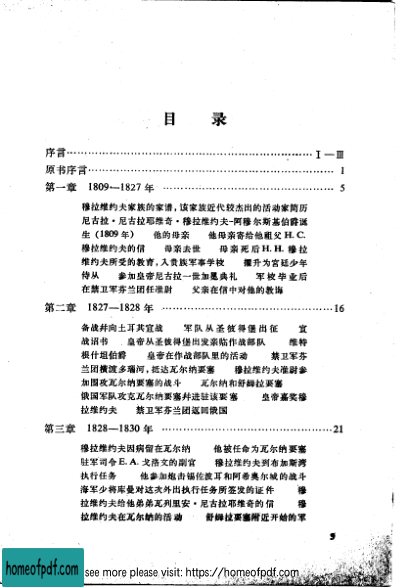 目 录
序言……………………………………………………Ⅰ—Ⅲ
原书序言……………………………………………………1
第一章 1809—1827 年……………………………………5
穆拉维约夫家族的家谱，该家族近代较杰出的活动家简历
尼古拉·尼古拉耶维奇·穆拉维约夫-阿穆尔斯基伯爵诞
生（1809 年） 他的母亲 他母亲寄给他祖父 H. C.
穆拉维约夫的信 母亲去世 母亲死后 H. H. 穆拉
维约夫所受的教育，入贵族军事学校 擢升为宫廷少年
侍从 参加皇帝尼古拉一世加冕典礼 军校毕业后
在禁卫军芬兰团任准尉 父亲在信中对他的教诲
第二章 1827—1828 年……………………………………16
备战并向土耳其宣战 军队从圣彼得堡出征 宣
战诏书 皇帝从圣彼得堡出发亲临作战部队 维特
根什坦伯爵 皇帝在作战部队里的活动 禁卫军芬
兰团横渡多瑙河，抵达瓦尔纳要塞 穆拉维约夫准尉参
加围攻瓦尔纳要塞的战斗 瓦尔纳和舒姆拉要塞
俄国军队攻克瓦尔纳要塞并进驻该要塞 皇帝嘉奖穆
拉维约夫 禁卫军芬兰团返回俄国
第三章 1828—1830 年……………………………………21
穆拉维约夫因病留在瓦尔纳 他被任命为瓦尔纳要塞
驻军司令 E. A. 戈洛文的副官 穆拉维约夫到布加斯湾
执行任务 他参加炮击锡佐波耳和阿希奥尔城的战斗
海军少将库曼对这次外出执行任务所签发的证件 穆
拉维约夫给他弟弟瓦列里安·尼古拉耶维奇的信 穆
拉维约夫在瓦尔纳的活动 舒姆拉要塞附近开始的军
9
homeofpdf.com
see more please visit: https://homeofpdf.com